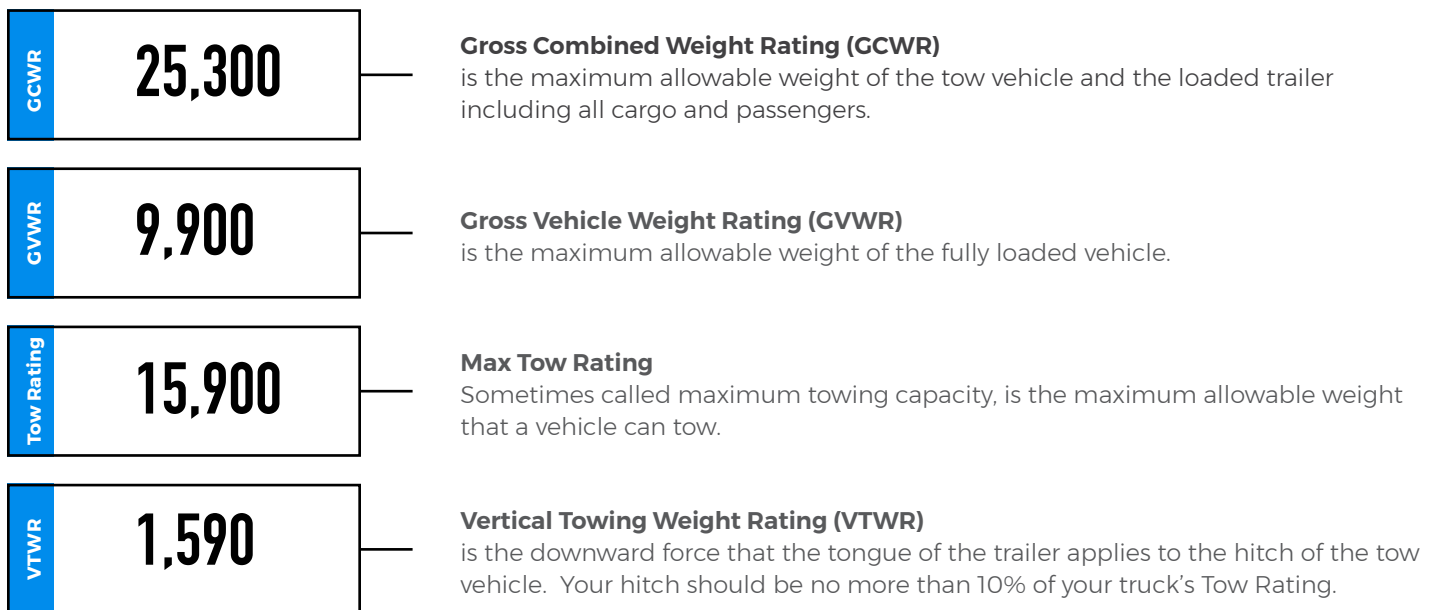 GCWR
25,300
Gross Combined Weight Rating (GCWR)
is the maximum allowable weight of the tow vehicle and the loaded trailer
including all cargo and passengers.
GVWR
9,900
Gross Vehicle Weight Rating (GVWR)
is the maximum allowable weight of the fully loaded vehicle.
Tow Rating
15,900
Max Tow Rating
Sometimes called maximum towing capacity, is the maximum allowable weight
that a vehicle can tow.
VTWR
1,590
Vertical Towing Weight Rating (VTWR)
is the downward force that the tongue of the trailer applies to the hitch of the tow
vehicle.  Your hitch should be no more than 10% of your truck's Tow Rating.